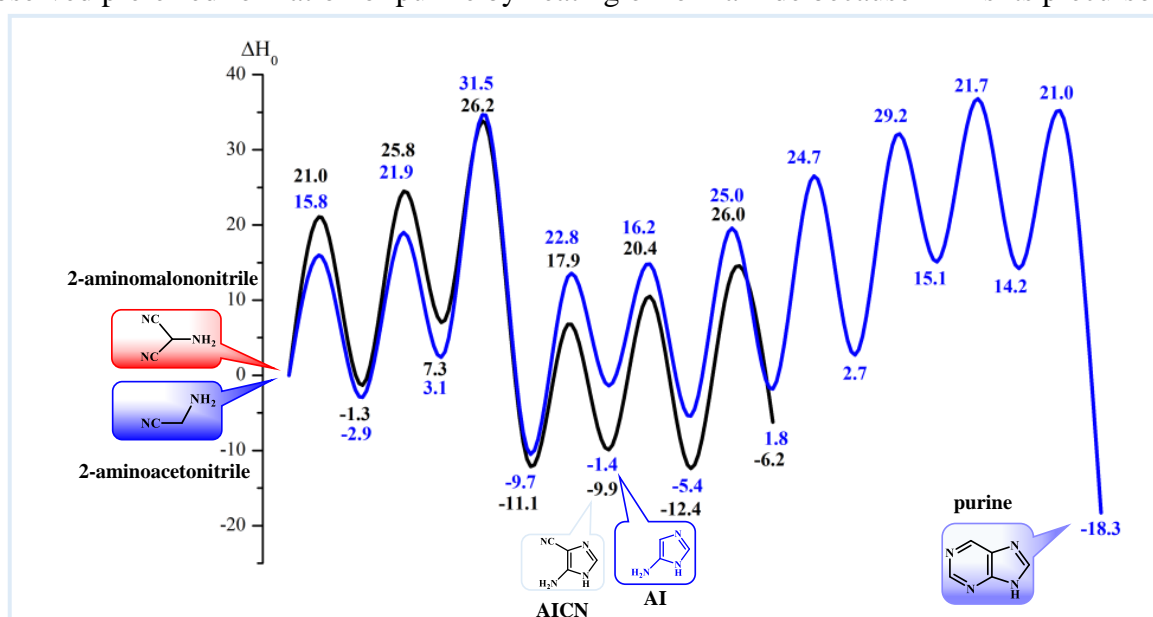 ΔH0
40
30
20
10
0
-10
-20
21.0
15.8
-1.3
-2.9
25.8
21.9
7.3
3.1
31.5
26.2
-9.7
-11.1
22.8
17.9
-1.4
-9.9
16.2
20.4
-5.4
-12.4
25.0
26.0
1.8
-6.2
24.7
2.7
29.2
15.1
21.7
14.2
21.0
-18.3
2-aminomalononitrile
NC
NC
NH2
NH2
NC
2-aminoacetonitrile
NC
N
H2N
N
H
AICN
N
H2N
N
H
AI
purine
N
N
N
N
H